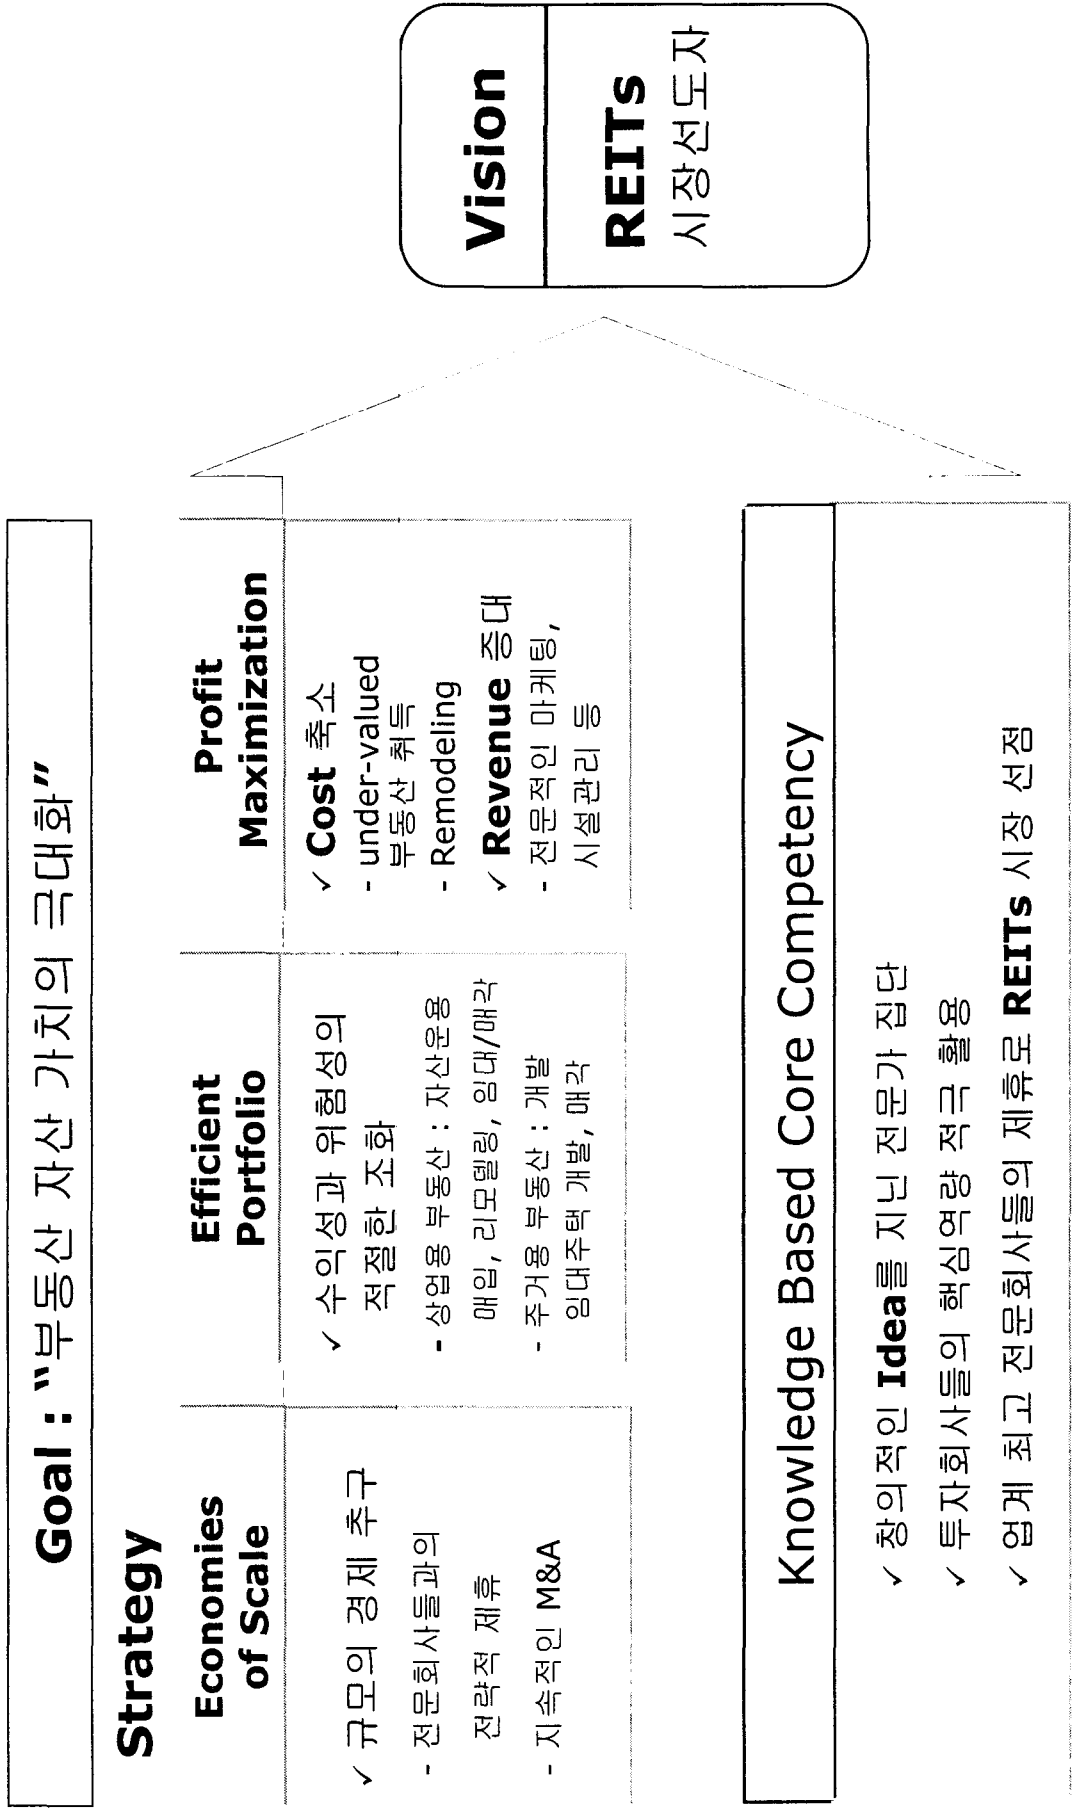 Goal : “부동산 자산 가치의 극대화”
Strategy
Economies
of Scale
✓ 규모의 경제 추구
- 전문회사들과의
전략적 제휴
- 지속적인 M&A
Efficient
Portfolio
✓ 수익성과 위험성의
적절한 조화
- 상업용 부동산 : 자산운용
매입, 리모델링, 임대/매각
- 주거용 부동산 : 개발
임대주택 개발, 매각
Profit
Maximization
✓ Cost 축소
- under-valued
부동산 취득
- Remodeling
✓ Revenue 증대
- 전문적인 마케팅,
시설관리 등
Knowledge Based Core Competency
✓ 창의적인 Idea를 지닌 전문가 집단
✓ 투자회사들의 핵심역량 적극 활용
✓ 업계 최고 전문회사들의 제휴로 REITs 시장 선점
Vision
REITs
시장선도자